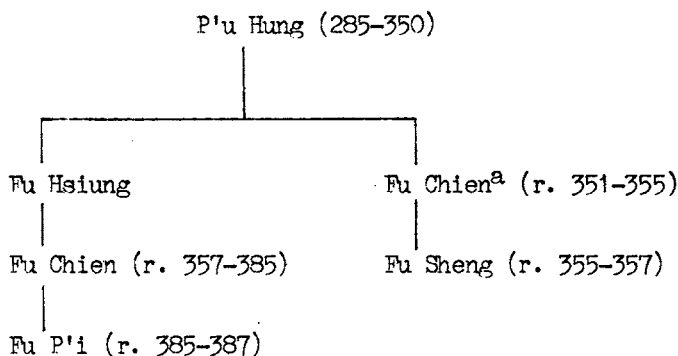 P'u Hung (285-350)
Fu Hsiung Fu Chienᵃ (r. 351-355)
Fu Chien (r. 357-385) Fu Sheng (r. 355-357)
Fu P'i (r. 385-387)